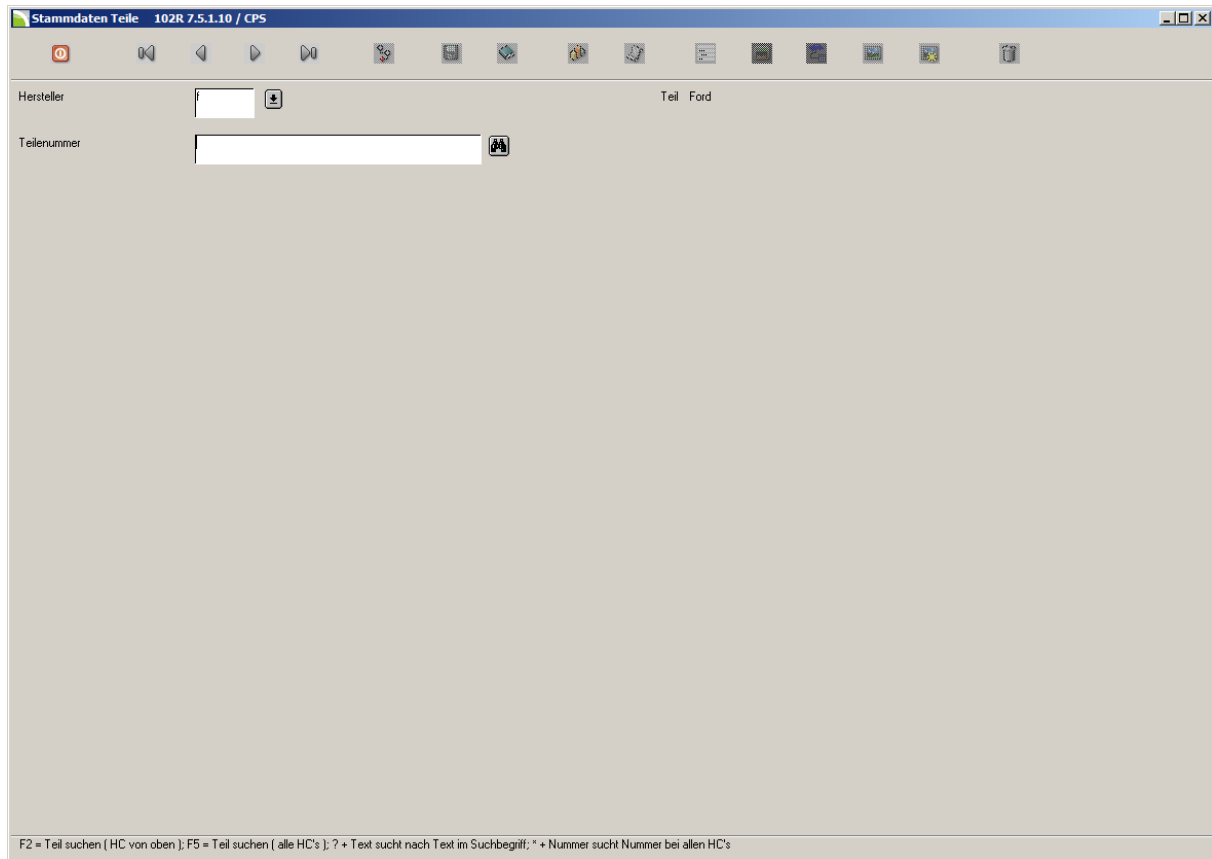 Stammdaten Teile 102R 7.5.1.10 / CPS
Hersteller f Teil Ford
Teilenummer
F2 = Teil suchen ( HC von oben ); F5 = Teil suchen ( alle HC's ); ? + Text sucht nach Text im Suchbegriff; * + Nummer sucht Nummer bei allen HC's